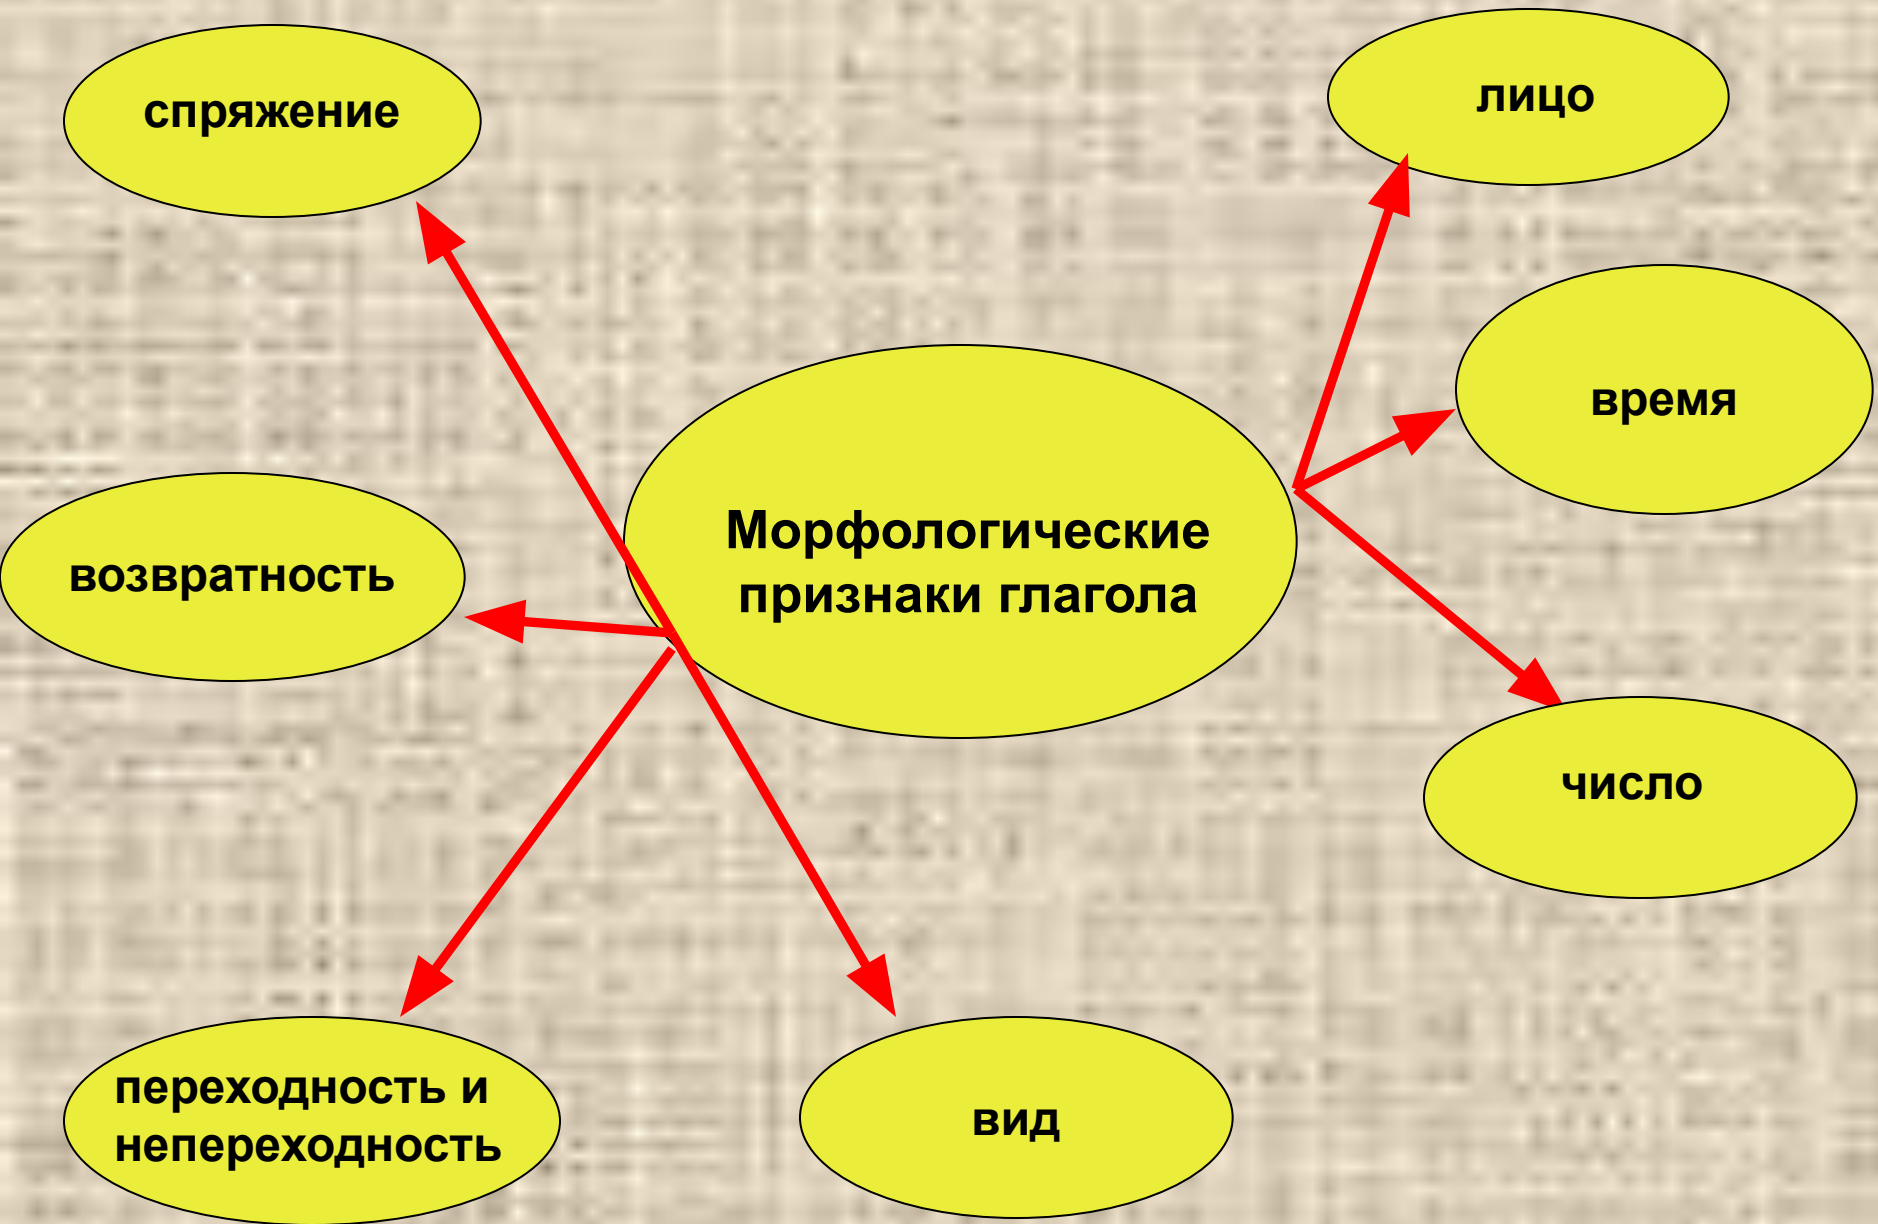 спряжение
лицо
время
Морфологические
признаки глагола
возвратность
число
переходность и
непереходность
вид